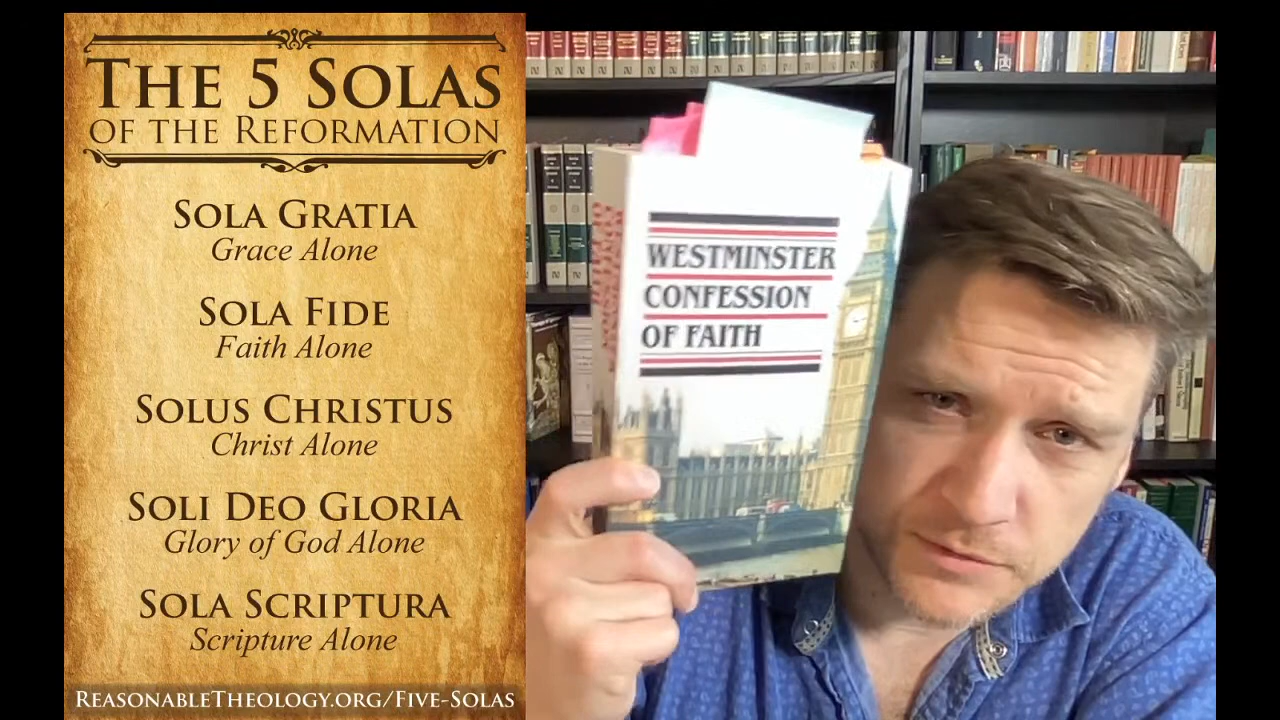 THE 5 SOLAS
OF THE REFORMATION
SOLA GRATIA
Grace Alone
SOLA FIDE
Faith Alone
SOLUS CHRISTUS
Christ Alone
SOLI DEO GLORIA
Glory of God Alone
SOLA SCRIPTURA
Scripture Alone
REASONABLETHEOLOGY.ORG/FIVE-SOLAS
WESTMINSTER
CONFESSION
OF FAITH